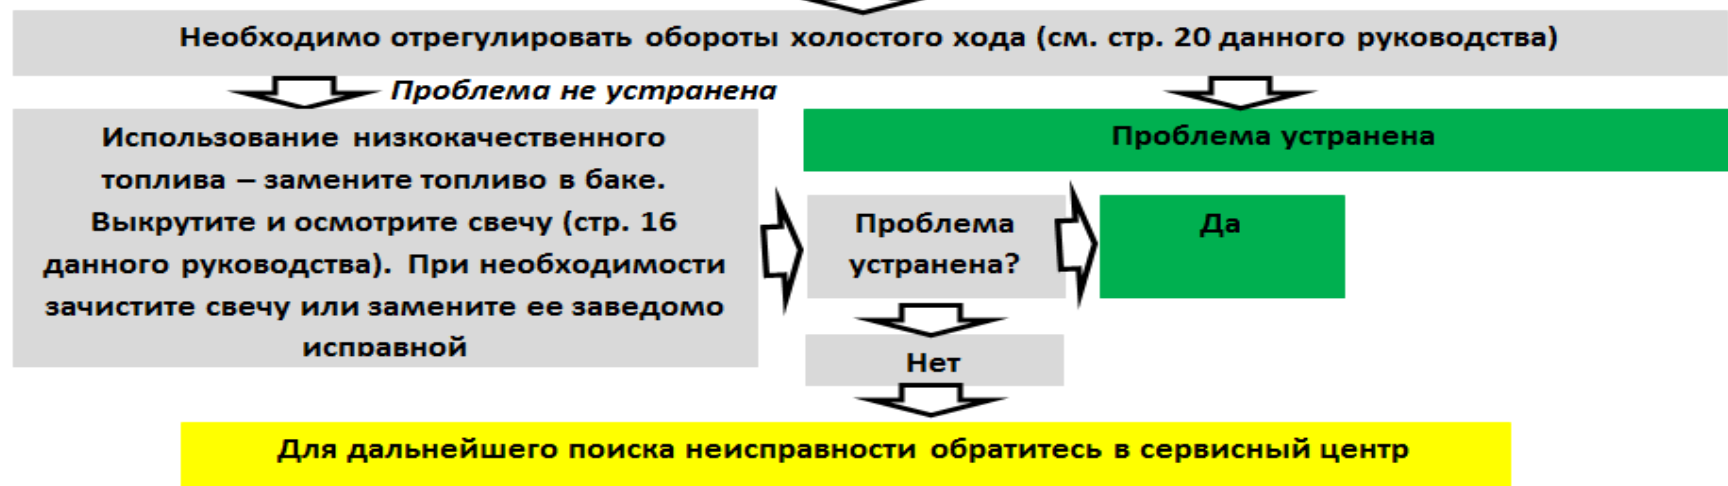 Необходимо отрегулировать обороты холостого хода (см. стр. 20 данного руководства)
Проблема не устранена
Использование низкокачественного
топлива – замените топливо в баке.
Выкрутите и осмотрите свечу (стр. 16
данного руководства). При необходимости
зачистите свечу или замените ее заведомо
исправной
Проблема устранена
Проблема
устранена?
Да
Нет
Для дальнейшего поиска неисправности обратитесь в сервисный центр